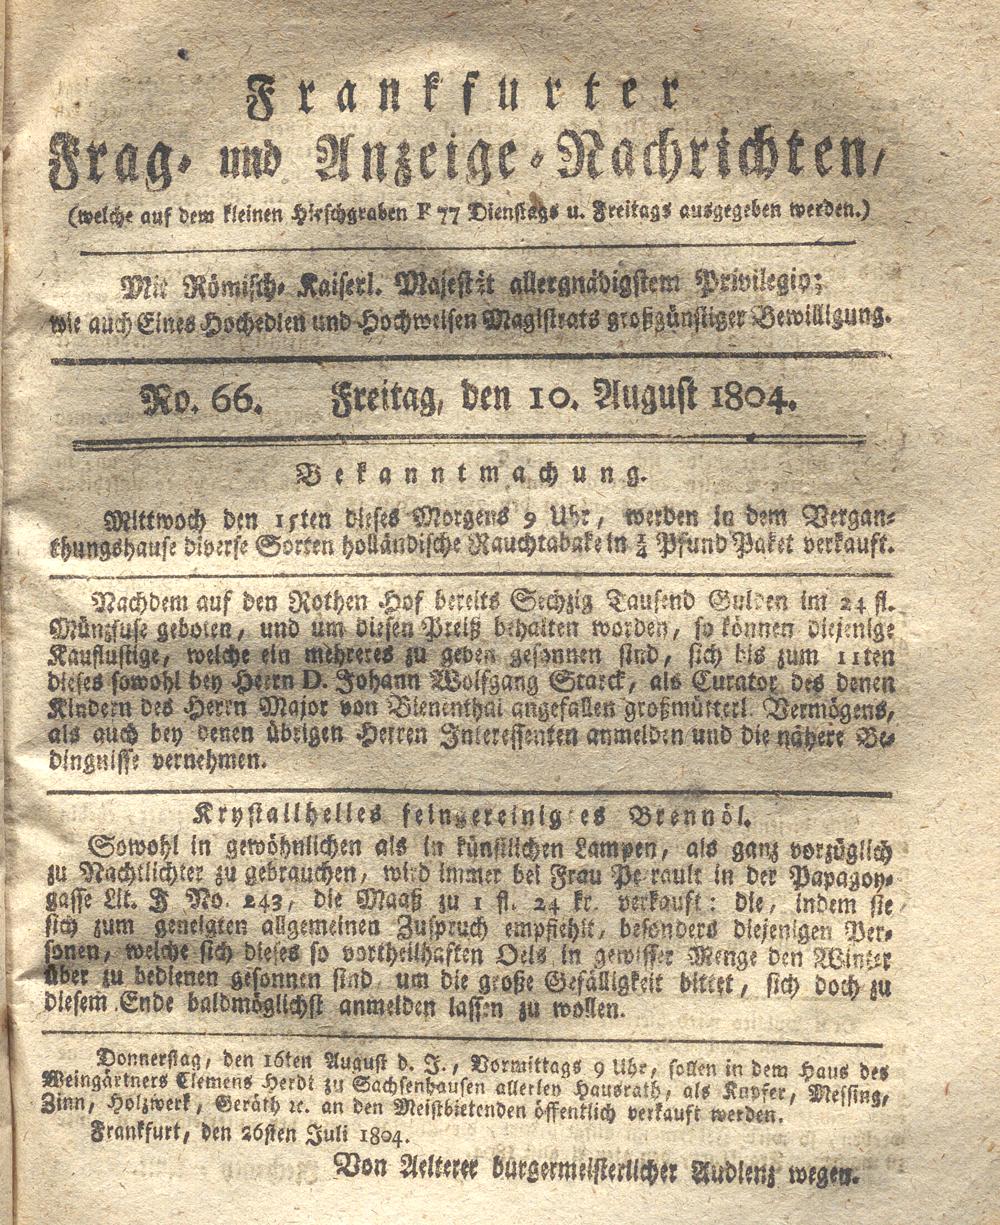 Frankfurter
Frag- und Anzeige-Nachrichten,
(welche auf dem kleinen Hirschgraben F 77 Dienstags u. Freitags ausgegeben werden.)
Mit Römisch- Kaiserl. Majestät allergnädigstem Privilegio;
wie auch Eines Hochedlen und Hochweisen Magistrats großgünstiger Bewilligung.
No. 66. Freitag, den 10. August 1804.
Bekanntmachung.
Mittwoch den 15ten dieses Morgens 9 Uhr, werden in dem Vergan-
thungshause diverse Sorten holländische Rauchtabake in ¼ Pfund Paket verkauft.
Nachdem auf den Rothen Hof bereits Sechzig Tausend Gulden im 24 fl.
Münzfuse geboten, und um diesen Preiß behalten worden, so können diejenige
Kauflustige, welche ein mehreres zu geben gesonnen sind, sich bis zum 11ten
dieses sowohl bey Herrn D. Johann Wolfgang Starck, als Curator des denen
Kindern des Herrn Major von Bienenthal angefallen großmütterl. Vermögens,
als auch bey denen übrigen Herren Interessenten anmelden und die nähere Be-
dingnisse vernehmen.
Krystallhelles feingereinigtes Brennöl.
Sowohl in gewöhnlichen als in künstlichen Lampen, als ganz vorzüglich
zu Nachtlichter zu gebrauchen, wird immer bei Frau Perrault in der Papagoy-
gasse Lit. J No. 243, die Maaß zu 1 fl. 24 kr. verkauft: die, indem sie
sich zum geneigten allgemeinen Zuspruch empfiehlt, besonders diejenigen Per-
sonen, welche sich dieses so vortheilhaften Oels in gewisser Menge den Winter
über zu bedienen gesonnen sind, um die große Gefälligkeit bittet, sich doch zu
diesem Ende baldmöglichst anmelden lassen zu wollen.
Donnerstag, den 16ten August d. J., Vormittags 9 Uhr, sollen in dem Haus des
Weingärtners Clemens Herdt zu Sachsenhausen allerley Hausrath, als Kupfer, Messing,
Zinn, Holzwerk, Geräth ꝛc. an den Meistbietenden öffentlich verkauft werden.
Frankfurt, den 26sten Juli 1804.
Von Aelterer burgermeisterlicher Audienz wegen.